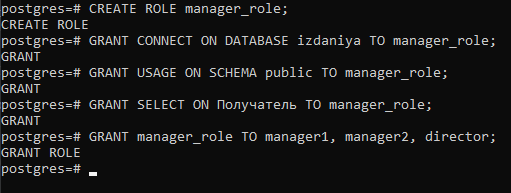 postgres=# CREATE ROLE manager_role;
CREATE ROLE
postgres=# GRANT CONNECT ON DATABASE izdaniya TO manager_role;
GRANT
postgres=# GRANT USAGE ON SCHEMA public TO manager_role;
GRANT
postgres=# GRANT SELECT ON Получатель TO manager_role;
GRANT
postgres=# GRANT manager_role TO manager1, manager2, director;
GRANT ROLE
postgres=#